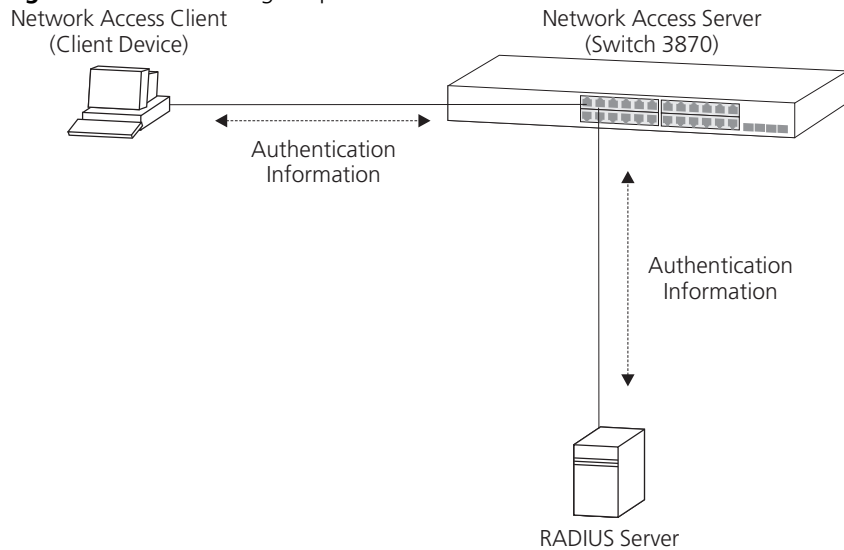 Network Access Client
(Client Device)
Network Access Server
(Switch 3870)
Authentication
Information
Authentication
Information
RADIUS Server